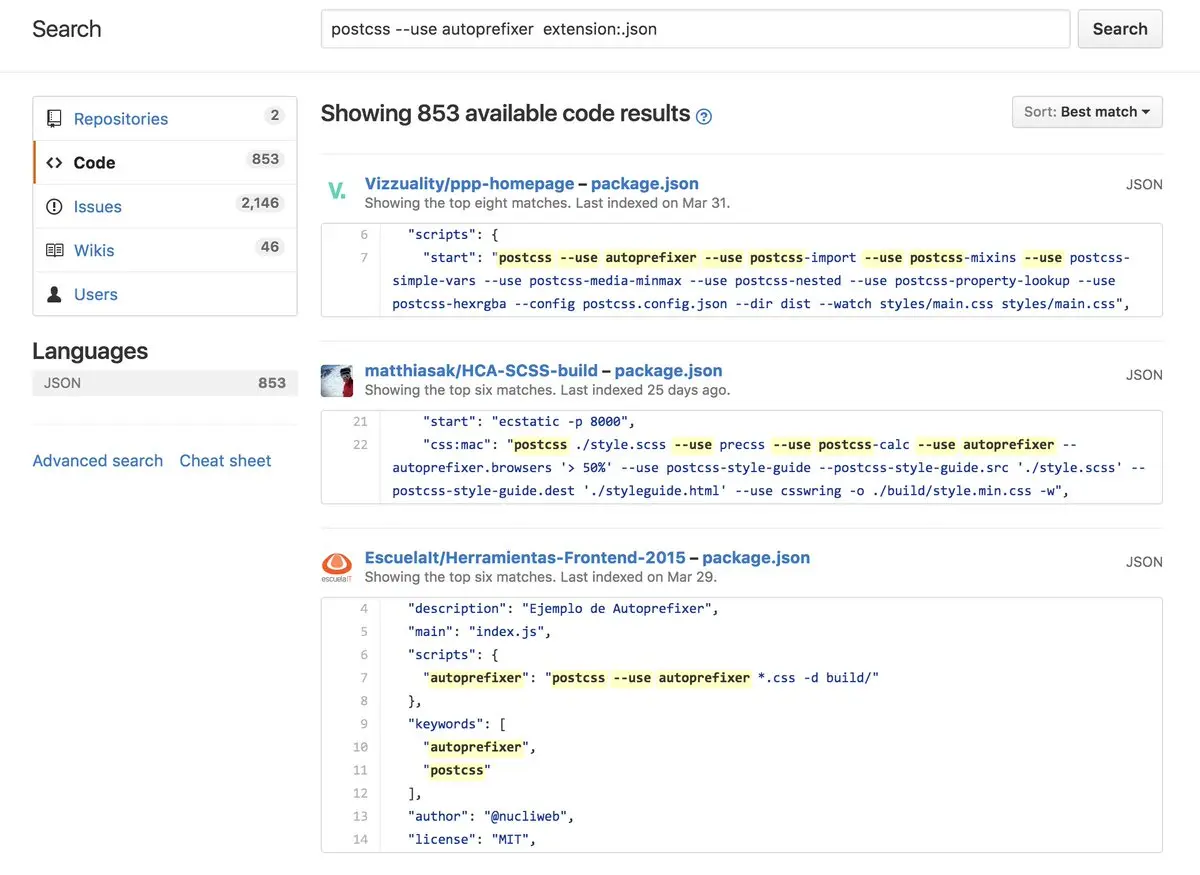 Search
postcss --use autoprefixer  extension:.json
Search
Repositories 2
Code 853
Issues 2,146
Wikis 46
Users
Languages
JSON 853
Advanced search Cheat sheet
Showing 853 available code results ?
Sort: Best match
V.
Vizzuality/ppp-homepage – package.json
JSON
Showing the top eight matches. Last indexed on Mar 31.
6 "scripts": {
7 "start": "postcss --use autoprefixer --use postcss-import --use postcss-mixins --use postcss-
simple-vars --use postcss-media-minmax --use postcss-nested --use postcss-property-lookup --use
postcss-hexrgba --config postcss.config.json --dir dist --watch styles/main.css styles/main.css",
matthiasak/HCA-SCSS-build – package.json
JSON
Showing the top six matches. Last indexed 25 days ago.
21 "start": "ecstatic -p 8000",
22 "css:mac": "postcss ./style.scss --use precss --use postcss-calc --use autoprefixer --
autoprefixer.browsers '> 50%' --use postcss-style-guide --postcss-style-guide.src './style.scss' --
postcss-style-guide.dest './styleguide.html' --use csswring -o ./build/style.min.css -w",
escuelaIT
EscuelaIt/Herramientas-Frontend-2015 – package.json
JSON
Showing the top six matches. Last indexed on Mar 29.
4 "description": "Ejemplo de Autoprefixer",
5 "main": "index.js",
6 "scripts": {
7 "autoprefixer": "postcss --use autoprefixer *.css -d build/"
8 },
9 "keywords": [
10 "autoprefixer",
11 "postcss"
12 ],
13 "author": "@nucliweb",
14 "license": "MIT",